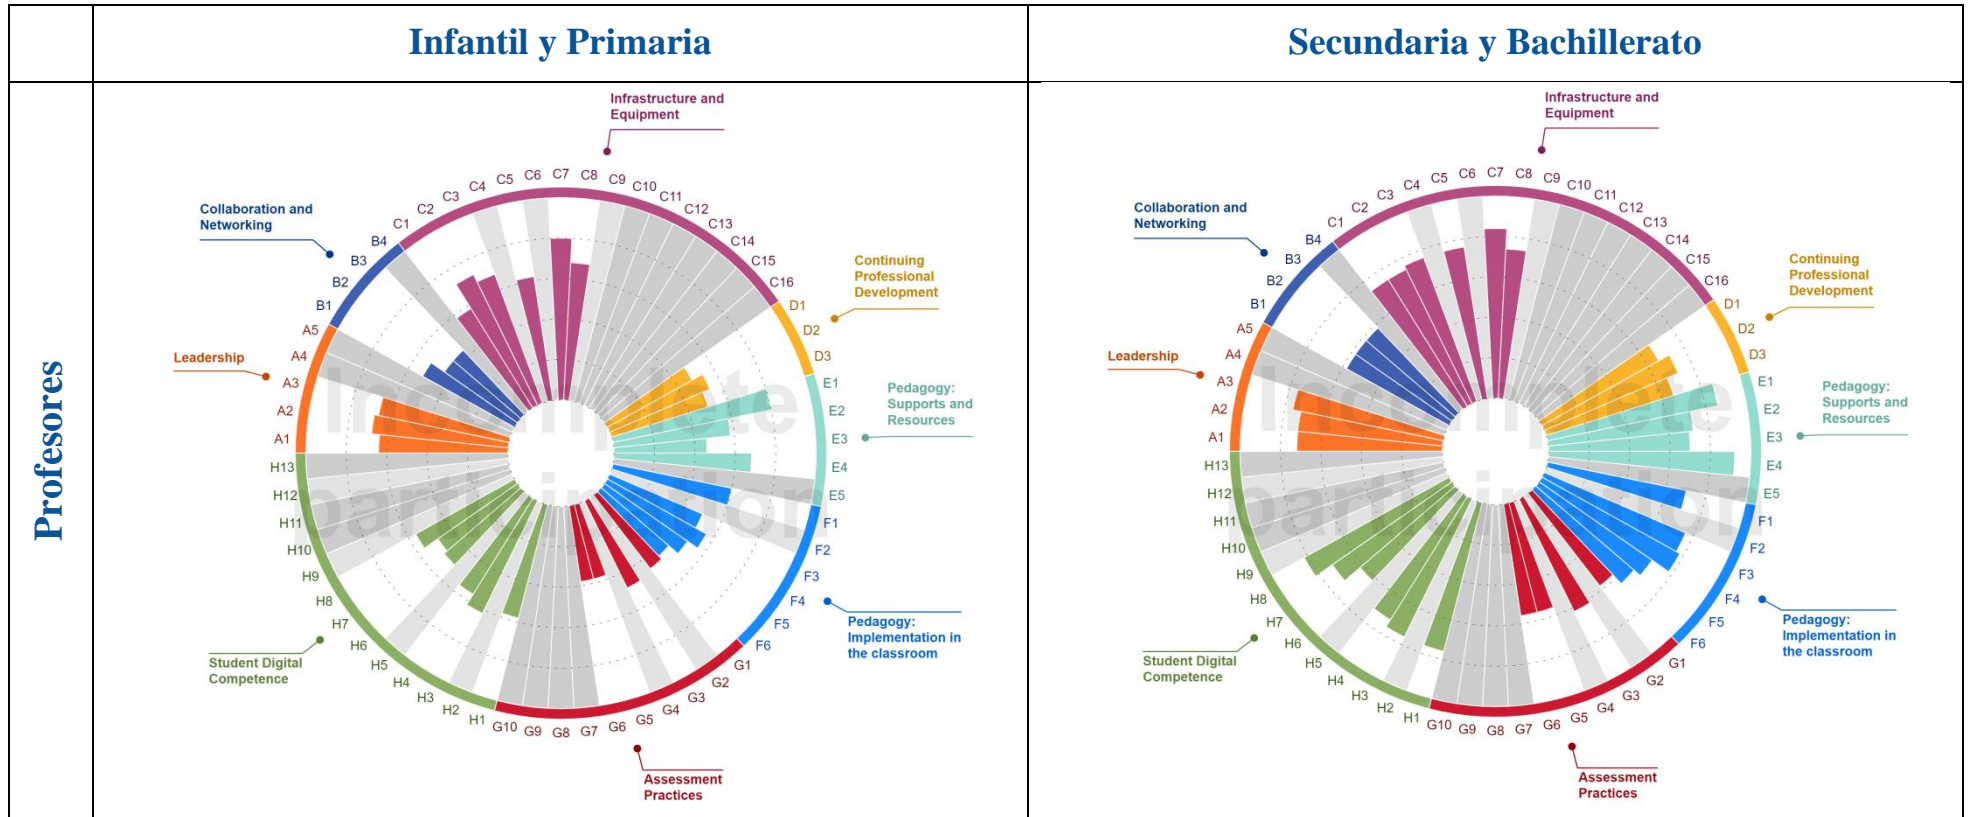 Infantil y Primaria
Secundaria y Bachillerato
Profesores
Infrastructure and
Equipment
Collaboration and
Networking
Continuing
Professional
Development
Leadership
Pedagogy:
Supports and
Resources
Pedagogy:
Implementation in
the classroom
Student Digital
Competence
Assessment
Practices
A1
A2
A3
A4
A5
B1
B2
B3
B4
C1
C2
C3
C4
C5
C6
C7
C8
C9
C10
C11
C12
C13
C14
C15
C16
D1
D2
D3
E1
E2
E3
E4
E5
F1
F2
F3
F4
F5
F6
G1
G2
G3
G4
G5
G6
G7
G8
G9
G10
H1
H2
H3
H4
H5
H6
H7
H8
H9
H10
H11
H12
H13
Incomplete
participation
Infrastructure and
Equipment
Collaboration and
Networking
Continuing
Professional
Development
Leadership
Pedagogy:
Supports and
Resources
Pedagogy:
Implementation in
the classroom
Student Digital
Competence
Assessment
Practices
A1
A2
A3
A4
A5
B1
B2
B3
B4
C1
C2
C3
C4
C5
C6
C7
C8
C9
C10
C11
C12
C13
C14
C15
C16
D1
D2
D3
E1
E2
E3
E4
E5
F1
F2
F3
F4
F5
F6
G1
G2
G3
G4
G5
G6
G7
G8
G9
G10
H1
H2
H3
H4
H5
H6
H7
H8
H9
H10
H11
H12
H13
Incomplete
participation